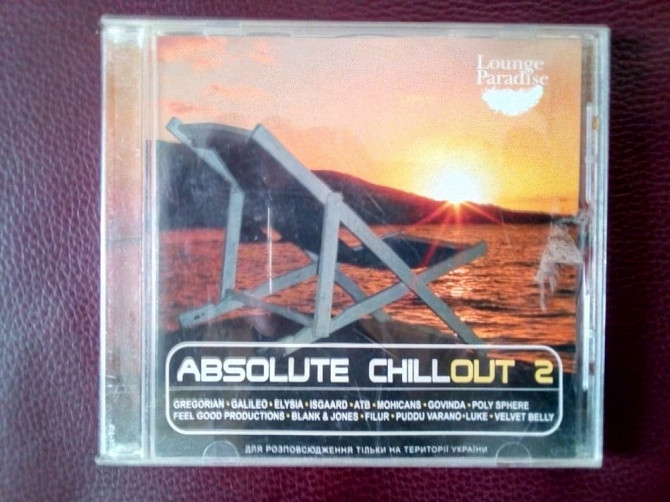 Lounge
Paradise
ABSOLUTE CHILLOUT 2
GREGORIAN • GALILEO • ELYSIA • ISGAARD • ATB • MOHICANS • GOVINDA • POLY SPHERE
FEEL GOOD PRODUCTIONS • BLANK & JONES • FILUR • PUDDU VARANO • LUKE • VELVET BELLY
ДЛЯ РОЗПОВСЮДЖЕННЯ ТІЛЬКИ НА ТЕРИТОРІЇ УКРАЇНИ